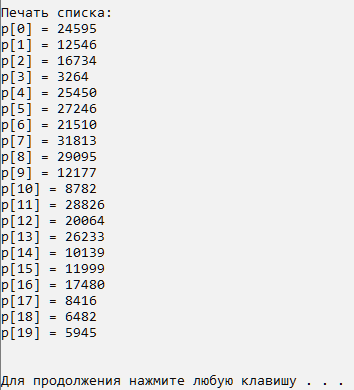 Печать списка:
p[0] = 24595
p[1] = 12546
p[2] = 16734
p[3] = 3264
p[4] = 25450
p[5] = 27246
p[6] = 21510
p[7] = 31813
p[8] = 29095
p[9] = 12177
p[10] = 8782
p[11] = 28826
p[12] = 20064
p[13] = 26233
p[14] = 10139
p[15] = 11999
p[16] = 17480
p[17] = 8416
p[18] = 6482
p[19] = 5945
Для продолжения нажмите любую клавишу . . .